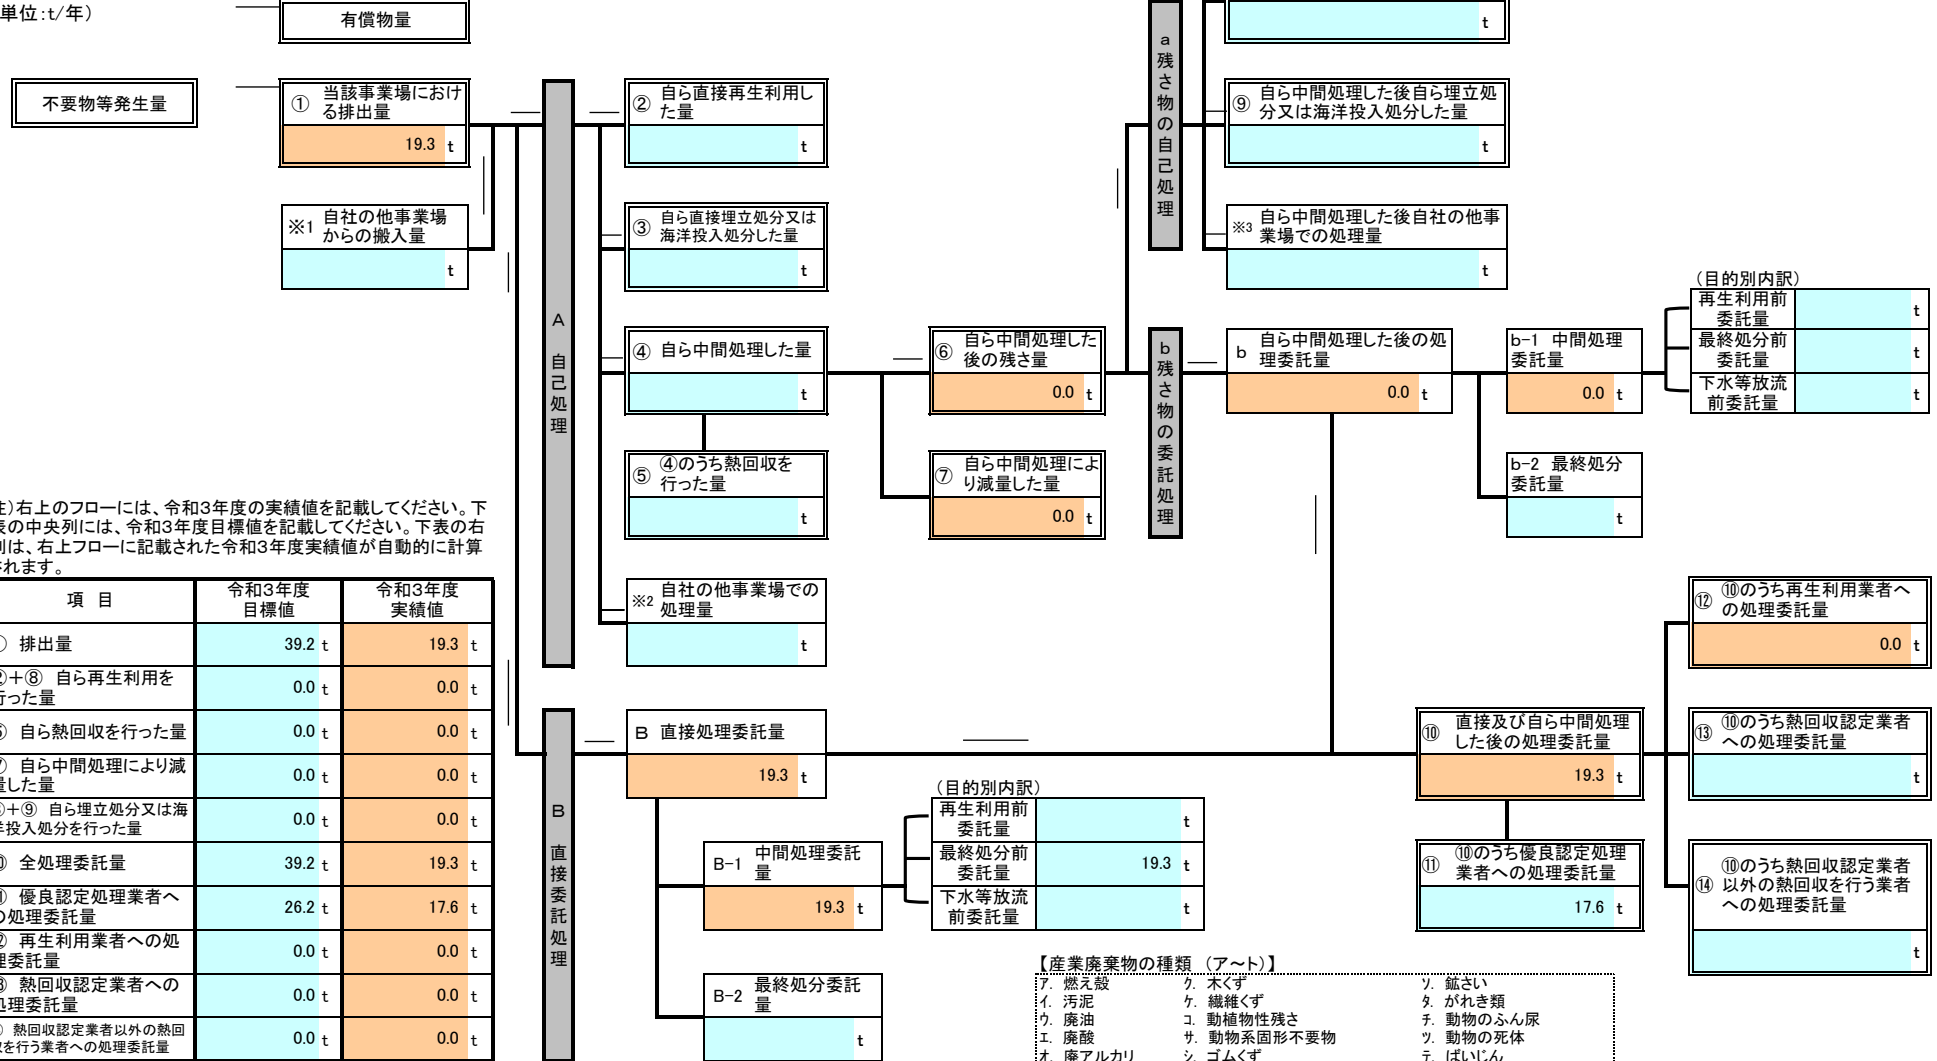 単位:t/年）
有償物量
t
不要物等発生量
① 当該事業場におけ
る排出量
19.3 t
※1 自社の他事業場
からの搬入量
t
A 自己処理
② 自ら直接再生利用し
た量
t
③ 自ら直接埋立処分又は
海洋投入処分した量
t
④ 自ら中間処理した量
t
⑤ ④のうち熱回収を
行った量
t
※2 自社の他事業場での
処理量
t
⑥ 自ら中間処理した
後の残さ量
0.0 t
⑦ 自ら中間処理によ
り減量した量
0.0 t
a 残さ物の自己処理
⑨ 自ら中間処理した後自ら埋立処
分又は海洋投入処分した量
t
※3 自ら中間処理した後自社の他事
業場での処理量
t
b 残さ物の委託処理
b 自ら中間処理した後の処
理委託量
0.0 t
b-1 中間処理
委託量
0.0 t
b-2 最終処分
委託量
t
（目的別内訳）
再生利用前
委託量
t
最終処分前
委託量
t
下水等放流
前委託量
t
注）右上のフローには、令和3年度の実績値を記載してください。下
表の中央列には、令和3年度目標値を記載してください。下表の右
列は、右上フローに記載された令和3年度実績値が自動的に計算
されます。
項 目 令和3年度
目標値 令和3年度
実績値
① 排出量 39.2 t 19.3 t
②+⑧ 自ら再生利用を
行った量 0.0 t 0.0 t
⑤ 自ら熱回収を行った量 0.0 t 0.0 t
⑦ 自ら中間処理により減
量した量 0.0 t 0.0 t
③+⑨ 自ら埋立処分又は海
洋投入処分を行った量 0.0 t 0.0 t
⑩ 全処理委託量 39.2 t 19.3 t
⑪ 優良認定処理業者へ
の処理委託量 26.2 t 17.6 t
⑫ 再生利用業者への処
理委託量 0.0 t 0.0 t
⑬ 熱回収認定業者への
処理委託量 0.0 t 0.0 t
⑭ 熱回収認定業者以外の熱回
収を行う業者への処理委託量 0.0 t 0.0 t
B 直接委託処理
B 直接処理委託量
19.3 t
B-1 中間処理委託
量
19.3 t
B-2 最終処分委託
量
t
（目的別内訳）
再生利用前
委託量
t
最終処分前
委託量
19.3 t
下水等放流
前委託量
t
⑩ 直接及び自ら中間処理
した後の処理委託量
19.3 t
⑪ ⑩のうち優良認定処理
業者への処理委託量
17.6 t
⑫ ⑩のうち再生利用業者へ
の処理委託量
0.0 t
⑬ ⑩のうち熱回収認定業者
への処理委託量
t
⑭ ⑩のうち熱回収認定業者
以外の熱回収を行う業者
への処理委託量
t
【産業廃棄物の種類 （ア～ト）】
ア. 燃え殻 ク. 木くず ソ. 鉱さい
イ. 汚泥 ケ. 繊維くず タ. がれき類
ウ. 廃油 コ. 動植物性残さ チ. 動物のふん尿
エ. 廃酸 サ. 動物系固形不要物 ツ. 動物の死体
オ. 廃アルカリ シ. ゴムくず テ. ばいじん